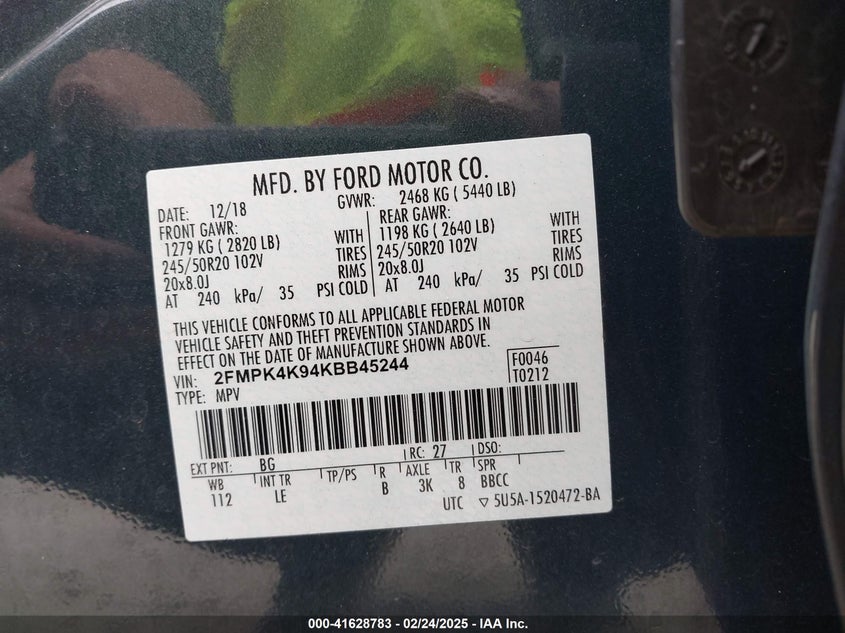 MFD. BY FORD MOTOR CO.
DATE: 12/18 GVWR: 2468 KG ( 5440 LB)
FRONT GAWR: REAR GAWR:
1279 KG ( 2820 LB) WITH 1198 KG ( 2640 LB) WITH
245/50R20 102V TIRES 245/50R20 102V TIRES
20x8.0J RIMS 20x8.0J RIMS
AT 240 kPa/ 35 PSI COLD AT 240 kPa/ 35 PSI COLD
THIS VEHICLE CONFORMS TO ALL APPLICABLE FEDERAL MOTOR
VEHICLE SAFETY AND THEFT PREVENTION STANDARDS IN
EFFECT ON THE DATE OF MANUFACTURE SHOWN ABOVE.
VIN: 2FMPK4K94KBB45244 F0046
TYPE: MPV T0212
EXT PNT: BG RC: 27 DSO:
WB INT TR TP/PS R AXLE TR SPR
112 LE B 3K 8 BBCC
UTC ▽ 5U5A-1520472-BA
000-41628783 - 02/24/2025 - IAA Inc.